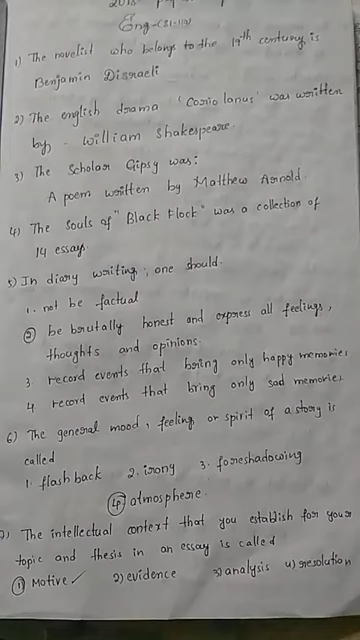 2018
Eng-(81-110)
1) The novelist who belongs to the 19th century is
Benjamin Disraeli
2) The english drama 'Corio lanus' was written
by - William Shakespeare.
3) The Scholar Gipsy was:
A poem written by Matthew Arnold.
4) The Souls of "Black Flock" was a collection of
14 essays.
5) In diary writing, one should.
1. not be factual
② be brutally honest and express all feelings,
thoughts and opinions.
3. record events that bring only happy memories
4. record events that bring only sad memories
6) The general mood, feeling or spirit of a story is
called
1. flash back 2. irony 3. foreshadowing
④ atmosphere.
7) The intellectual context that you establish for your
topic and thesis in an essay is called
① Motive ✓ 2) evidence 3) analysis 4) resolution